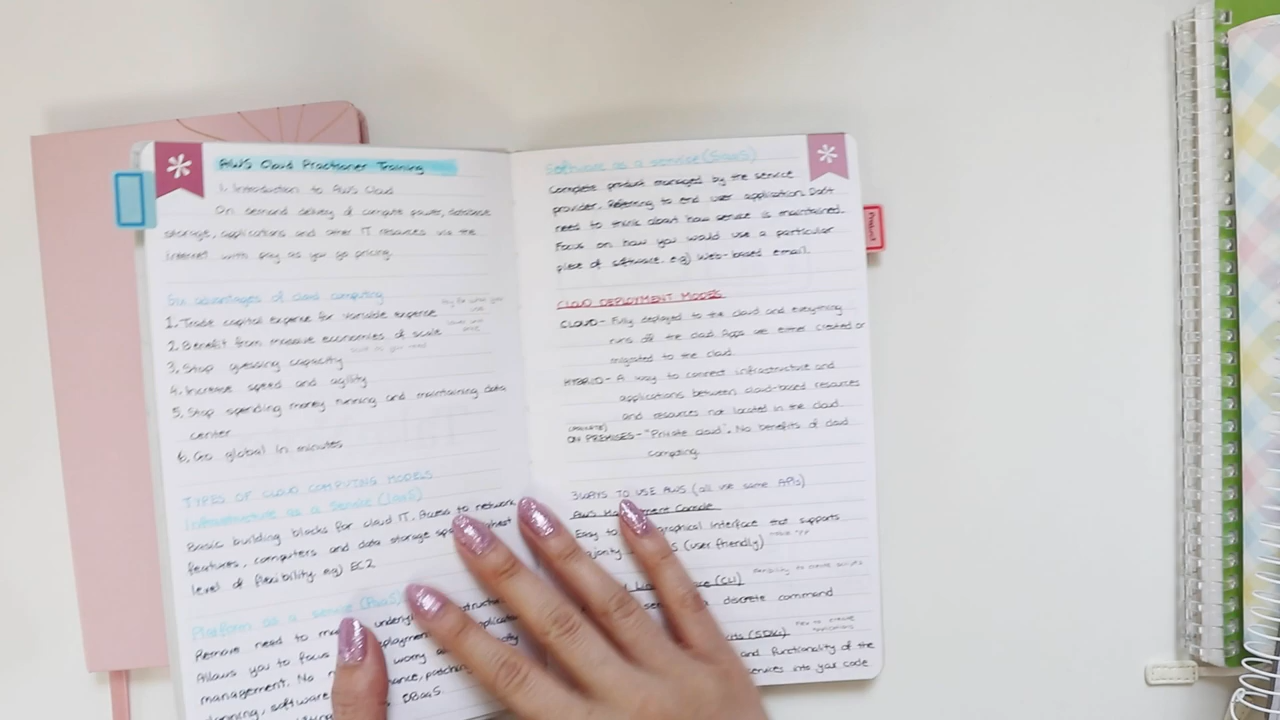 AWS Cloud Practioner Training
1. Introduction to AWS Cloud
On demand delivery of compute power, database
storage, applications and other IT resources via the
internet with pay as you go pricing.
Six advantages of cloud computing
1. Trade capital expense for variable expense
2. Benefit from massive economies of scale
3. Stop guessing capacity
4. Increase speed and agility
5. Stop spending money running and maintaining data
center
6. Go global in minutes
TYPES OF CLOUD COMPUTING MODELS
Infrastructure as a service (IaaS)
Basic building blocks for cloud IT. Access to network
features, computers and data storage
level of flexibility. eg) EC2
Platform as a service (PaaS)
Remove need to
Allows you to focus worry
management. No patching
software
Software as a service (SaaS)
Complete product managed by the service
provider. Referring to end user application. Don't
need to think about how service is maintained.
Focus on how you would use a particular
piece of software. eg) Web-based email.
Product
CLOUD DEPLOYMENT MODELS
CLOUD - Fully deployed to the cloud and everything
runs off the cloud. Apps are either created or
migrated to the cloud.
HYBRID - A way to connect infrastructure and
applications between cloud-based resources
and resources not located in the cloud.
ON PREMISES - "Private cloud". No benefits of cloud
computing.
3 WAYS TO USE AWS (all use same APIs)
AWS Console
Easy to graphical interface that supports
(user friendly)
(CLI)
discrete command
(SDKs)
and functionality of the
services into your code